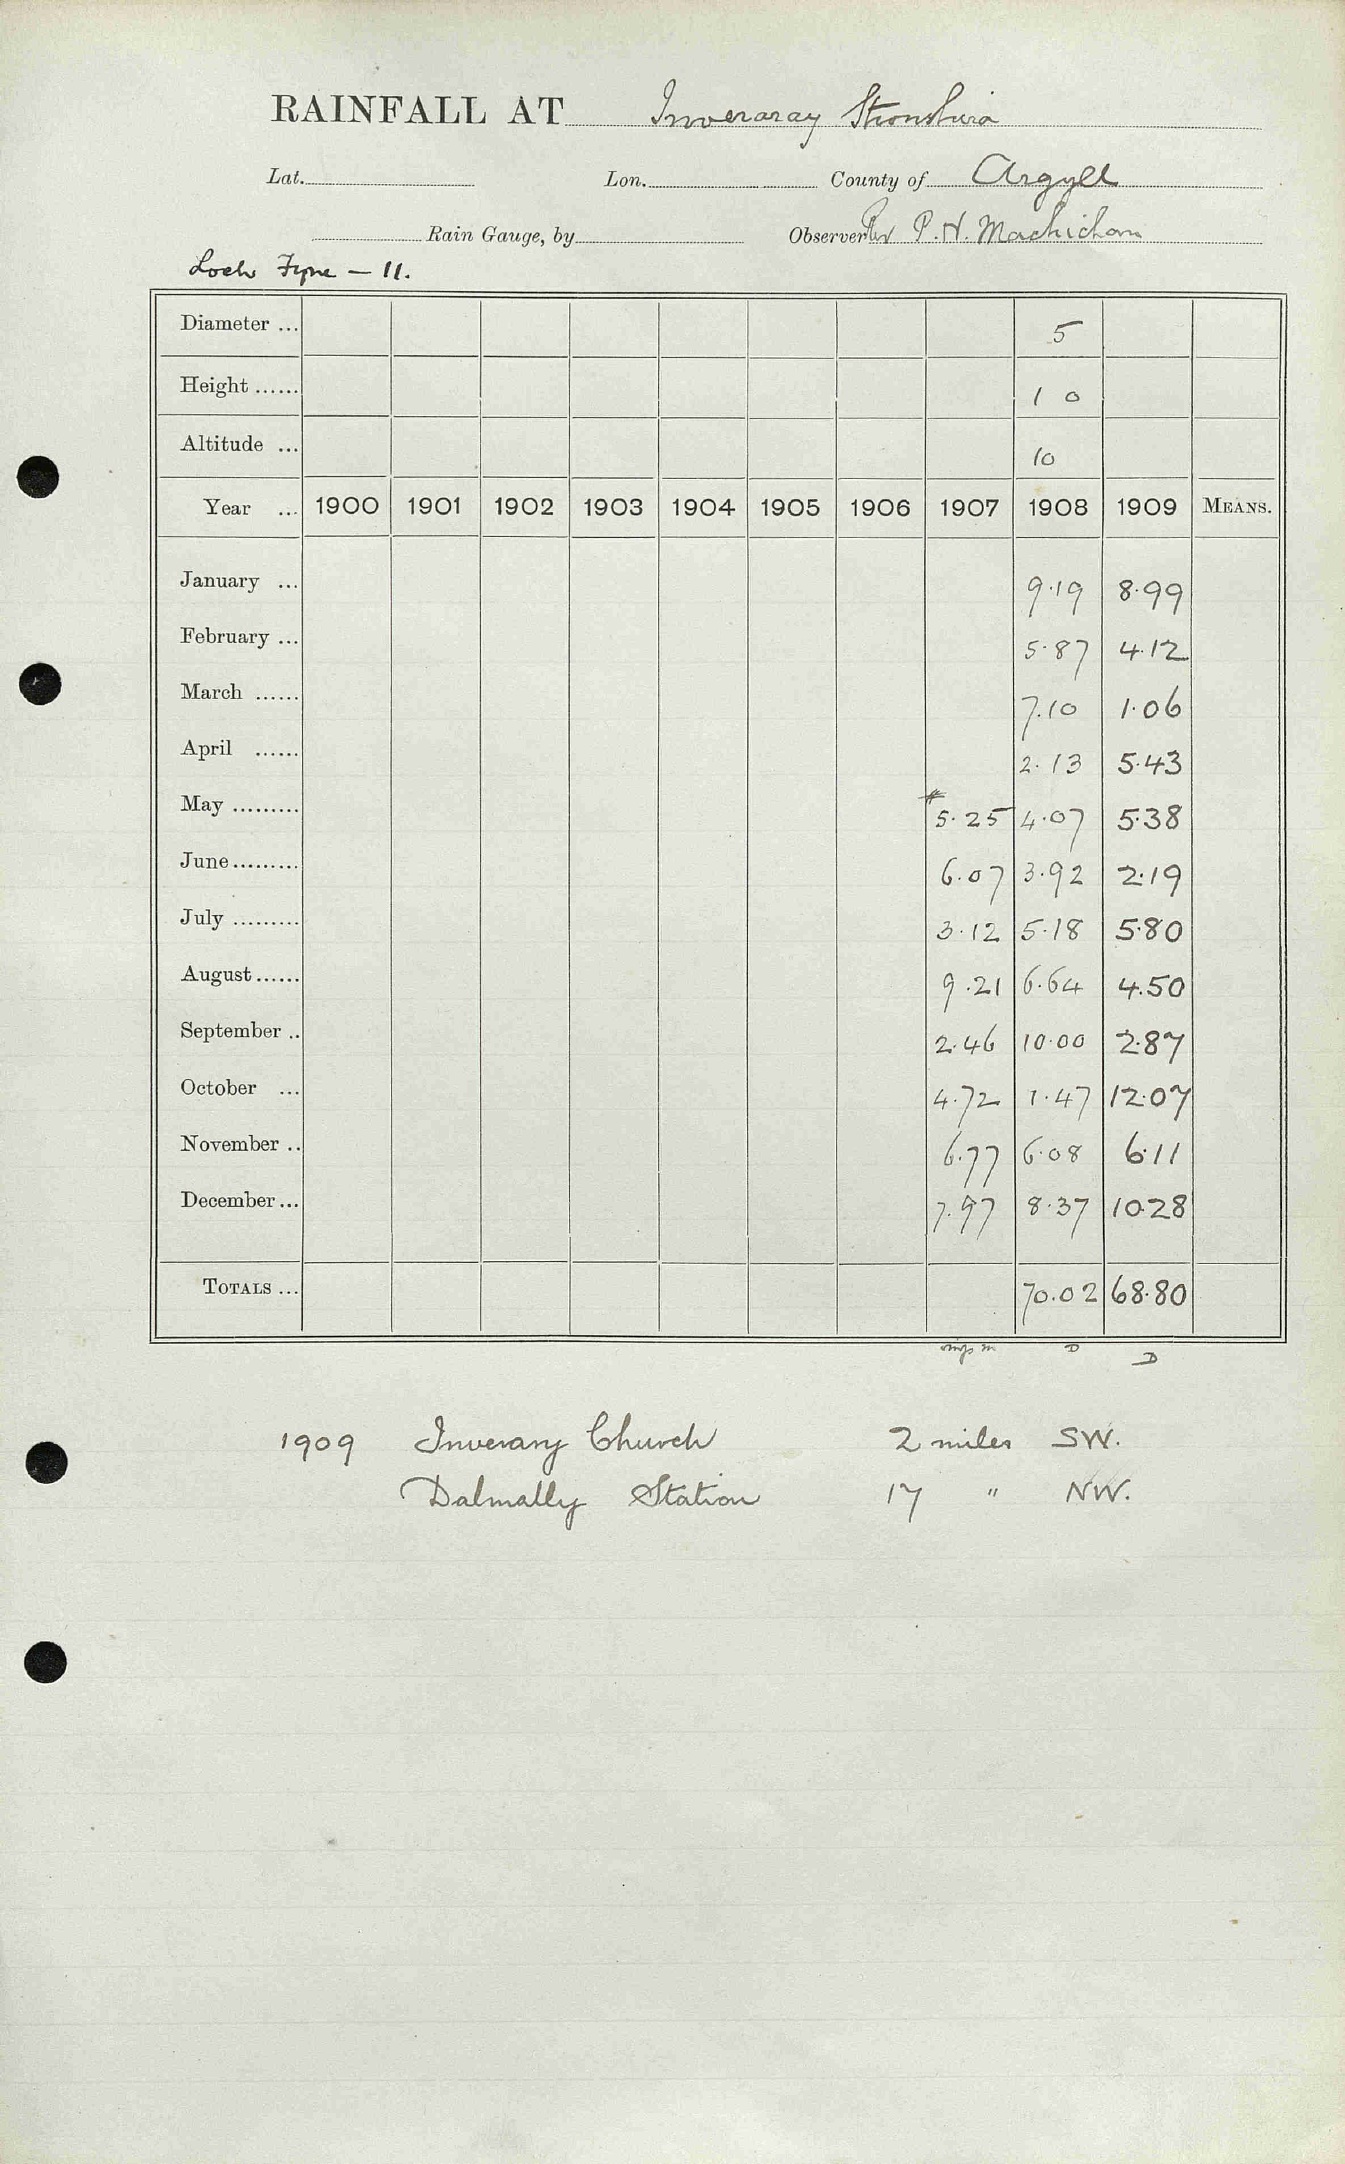 RAINFALL AT Inveraray Stronshira
Lat. Lon. County of Argyll
Rain Gauge, by Observer Rev P. H.
Loch Fyne – 11.
Diameter ... 5
Height ...... 1 0
Altitude ... 10
Year ... 1900 1901 1902 1903 1904 1905 1906 1907 1908 1909 MEANS.
January ... 9.19 8.99
February ... 5.87 4.12
March ...... 7.10 1.06
April ...... 2.13 5.43
May ......... * 5.25 4.07 5.38
June ......... 6.07 3.92 2.19
July ......... 3.12 5.18 5.80
August ...... 9.21 6.64 4.50
September .. 2.46 10.00 2.87
October ... 4.72 1.47 12.07
November .. 6.77 6.08 6.11
December ... 7.97 8.37 10.28
TOTALS ... 70.02 68.80
D D
1909 Inverary Church 2 miles SW.
Dalmally Station 17 " NW.